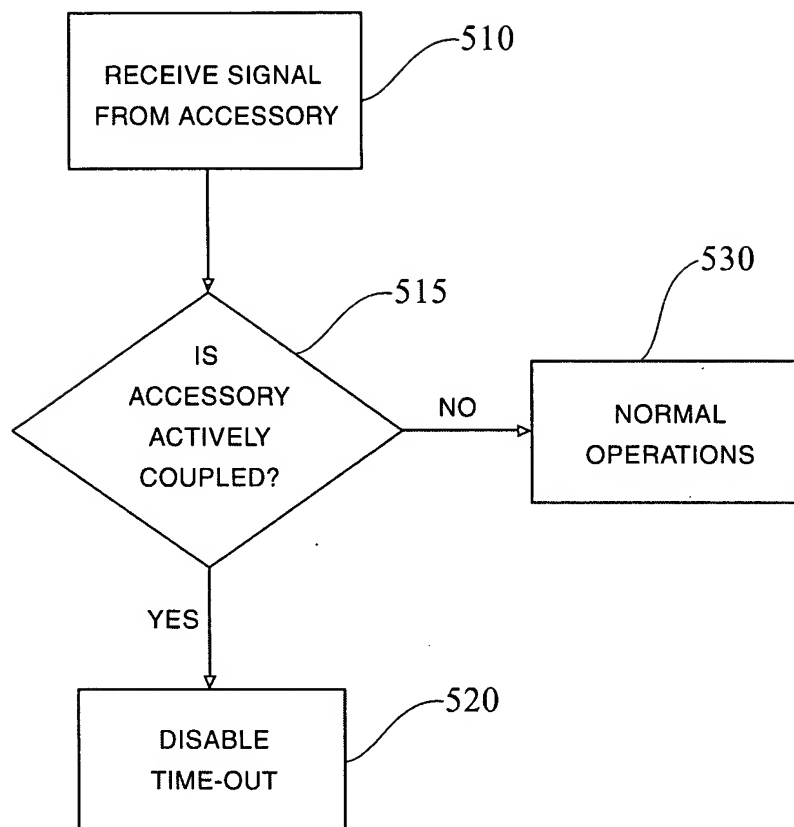 510
RECEIVE SIGNAL
FROM ACCESSORY
530
515
IS
ACCESSORY
ACTIVELY
COUPLED?
NO
NORMAL
OPERATIONS
YES
520
DISABLE
TIME-OUT